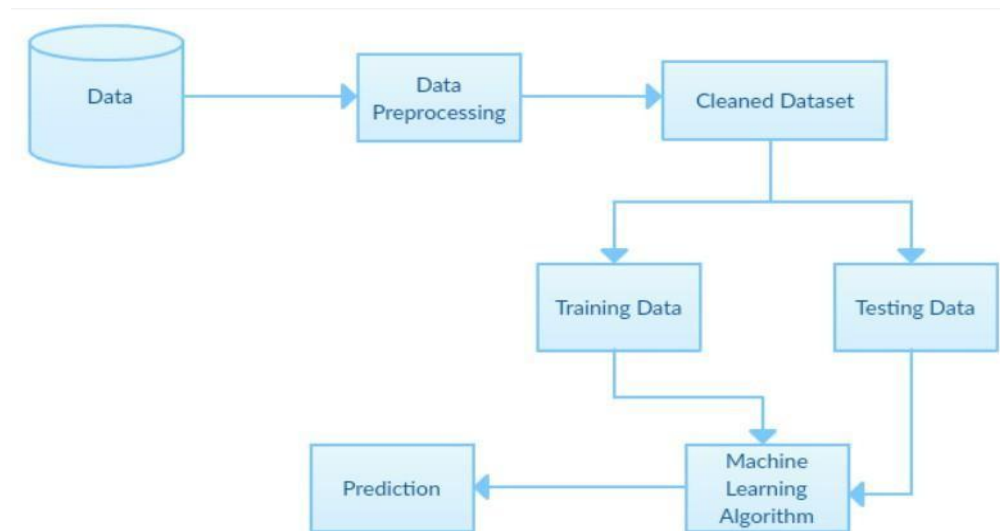 Data
Data
Preprocessing
Cleaned Dataset
Training Data
Testing Data
Machine
Learning
Algorithm
Prediction